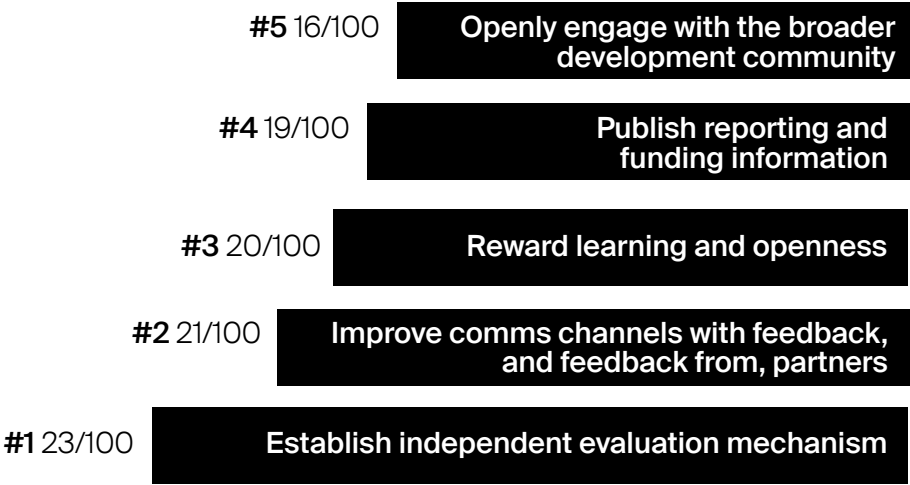 #5 16/100
Openly engage with the broader
development community
#4 19/100
Publish reporting and
funding information
#3 20/100
Reward learning and openness
#2 21/100
Improve comms channels with feedback,
and feedback from, partners
#1 23/100
Establish independent evaluation mechanism